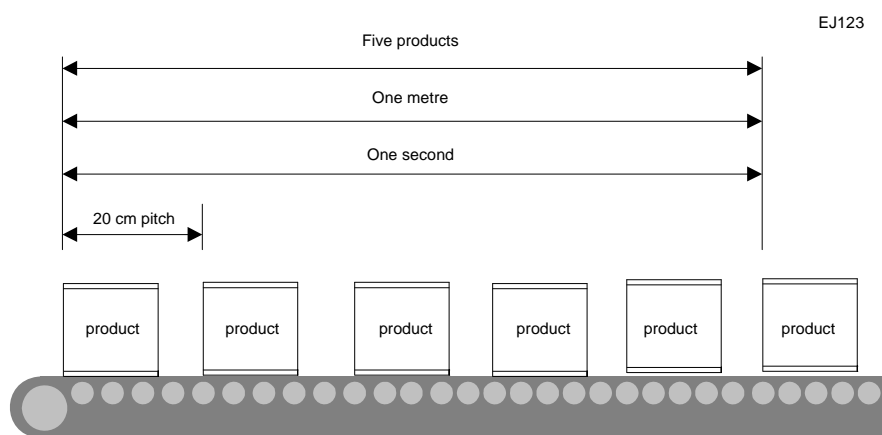 EJ123
Five products
One metre
One second
20 cm pitch
product
product
product
product
product
product